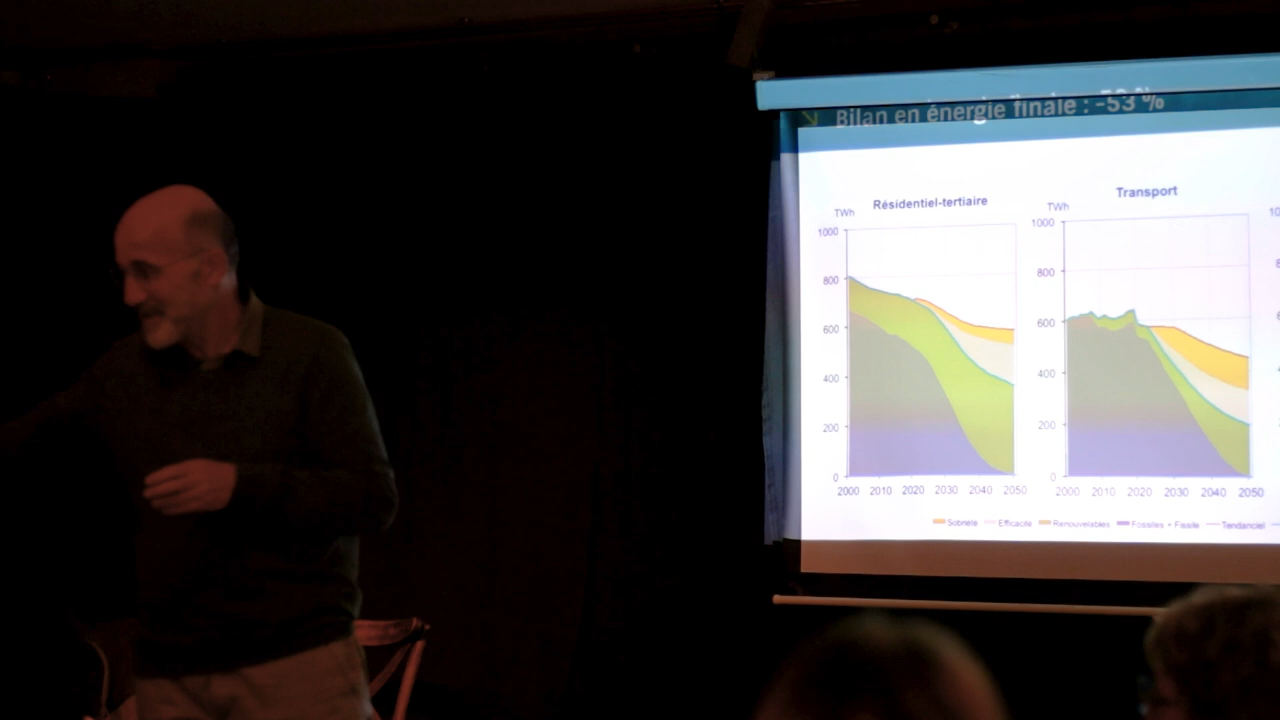 Bilan en énergie finale : -53 %
Résidentiel-tertiaire
TWh
1000
800
600
400
200
0
2000 2010 2020 2030 2040 2050
Transport
TWh
1000
800
600
400
200
0
2000 2010 2020 2030 2040 2050
Sobriété Efficacité Renouvelables Fossiles + Fissile Tendanciel